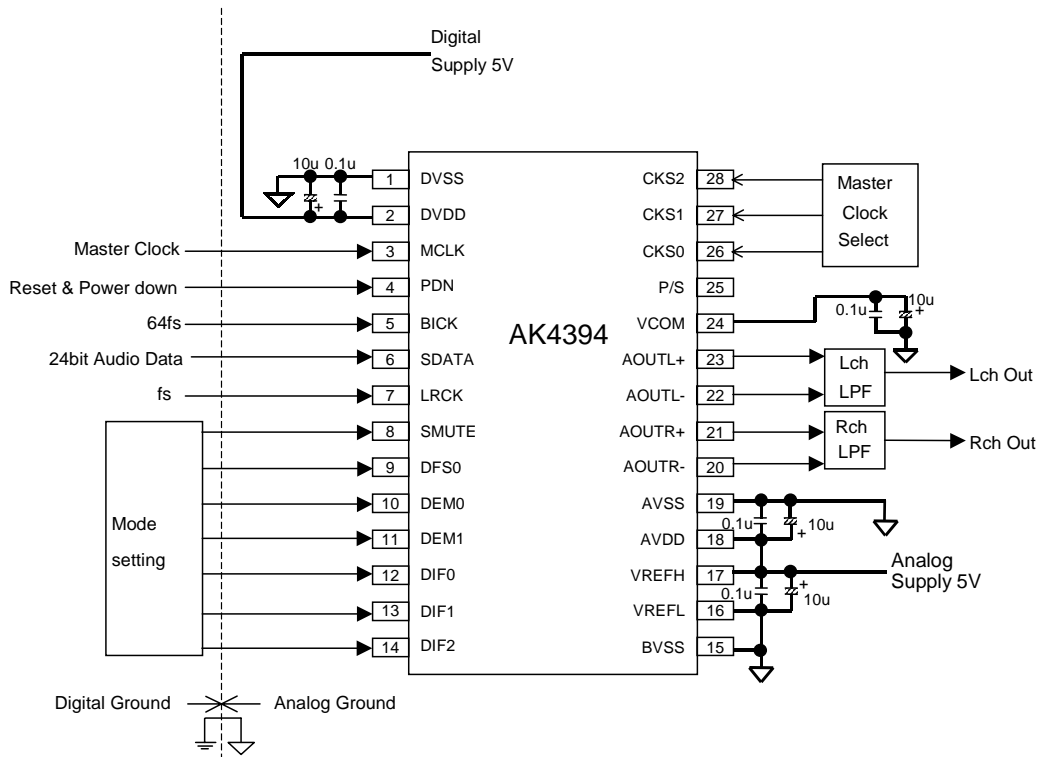 Digital
Supply 5V
10u 0.1u
+
1 DVSS
2 DVDD
Master Clock 3 MCLK
Reset & Power down 4 PDN
64fs 5 BICK
24bit Audio Data 6 SDATA
fs 7 LRCK
8 SMUTE
9 DFS0
10 DEM0
11 DEM1
12 DIF0
13 DIF1
14 DIF2
Mode
setting
AK4394
CKS2 28
CKS1 27
CKS0 26
P/S 25
VCOM 24
AOUTL+ 23
AOUTL- 22
AOUTR+ 21
AOUTR- 20
AVSS 19
AVDD 18
VREFH 17
VREFL 16
BVSS 15
Master
Clock
Select
0.1u 10u
+
Lch
LPF
Lch Out
Rch
LPF
Rch Out
0.1u 10u
+
Analog
Supply 5V
0.1u + 10u
Digital Ground Analog Ground